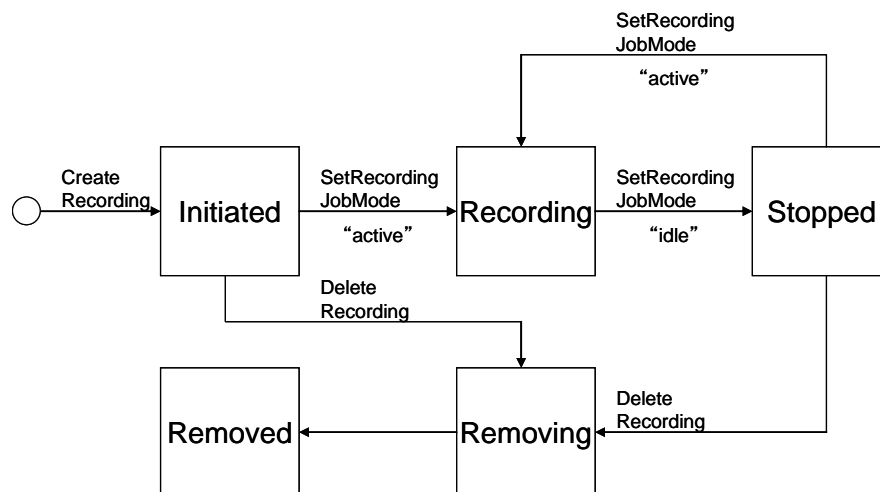 SetRecording
JobMode
“active”
Create
Recording
Initiated
SetRecording
JobMode
“active”
Recording
SetRecording
JobMode
“idle”
Stopped
Delete
Recording
Removed
Removing
Delete
Recording